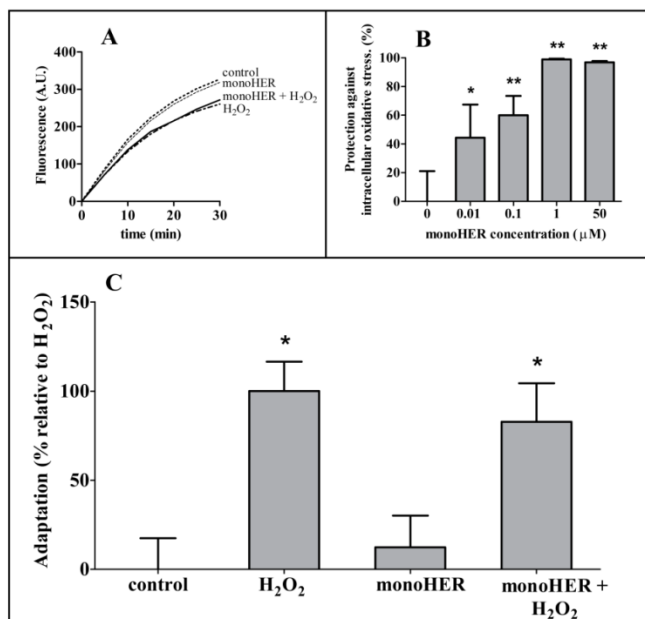 A
Fluorescence (A.U.)
400
300
200
100
0
control
monoHER
monoHER + H₂O₂
H₂O₂
0 10 20 30
time (min)
B
Protection against
intracellular oxidative stress. (%)
100
80
60
40
20
0
* ** ** **
0 0.01 0.1 1 50
monoHER concentration (μM)
C
Adaptation (% relative to H₂O₂)
150
100
50
0
* *
control H₂O₂ monoHER monoHER +
H₂O₂